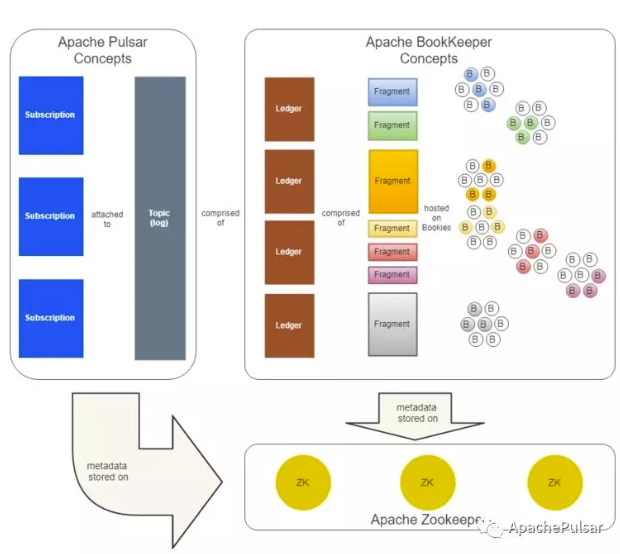 Apache Pulsar
Concepts
Subscription
Subscription
Subscription
attached
to
Topic
(log)
comprised
of
Apache BookKeeper
Concepts
Ledger
Ledger
Ledger
Ledger
comprised
of
Fragment
Fragment
Fragment
Fragment
Fragment
Fragment
Fragment
hosted
on
Bookies
B B
B B B
B B
B B
B B B
B B
B B
B B B
B B
B B
B B B
B B
B B
B B B
B B
B B
B B B
B B
B B
B B B
B B
metadata
stored on
metadata
stored on
ZK
ZK
ZK
Apache Zookeeper
ApachePulsar